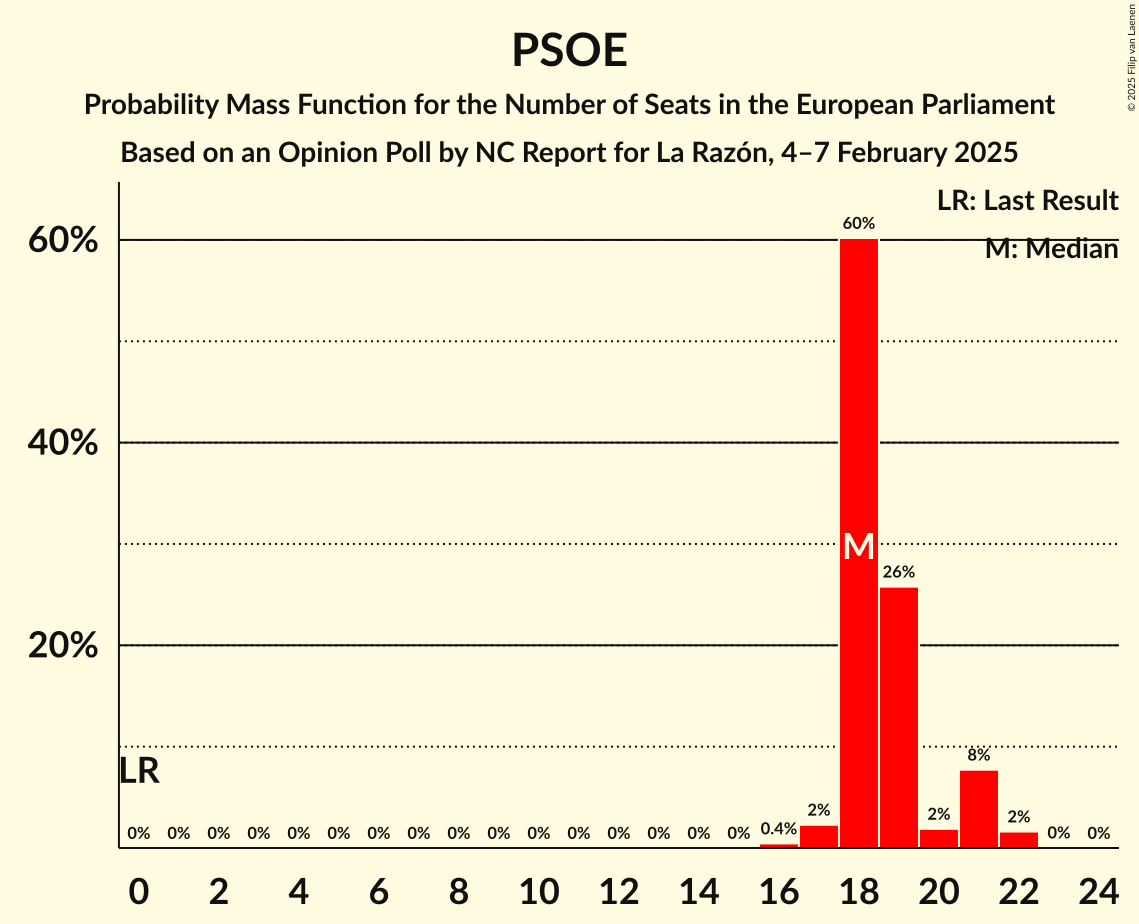 PSOE
Probability Mass Function for the Number of Seats in the European Parliament
Based on an Opinion Poll by NC Report for La Razón, 4–7 February 2025
© 2025 Filip van Laenen
LR: Last Result
M: Median
60%
40%
20%
60%
M
26%
8%
LR
0% 0% 0% 0% 0% 0% 0% 0% 0% 0% 0% 0% 0% 0% 0% 0% 0.4% 2% 2% 2% 0% 0%
0 2 4 6 8 10 12 14 16 18 20 22 24